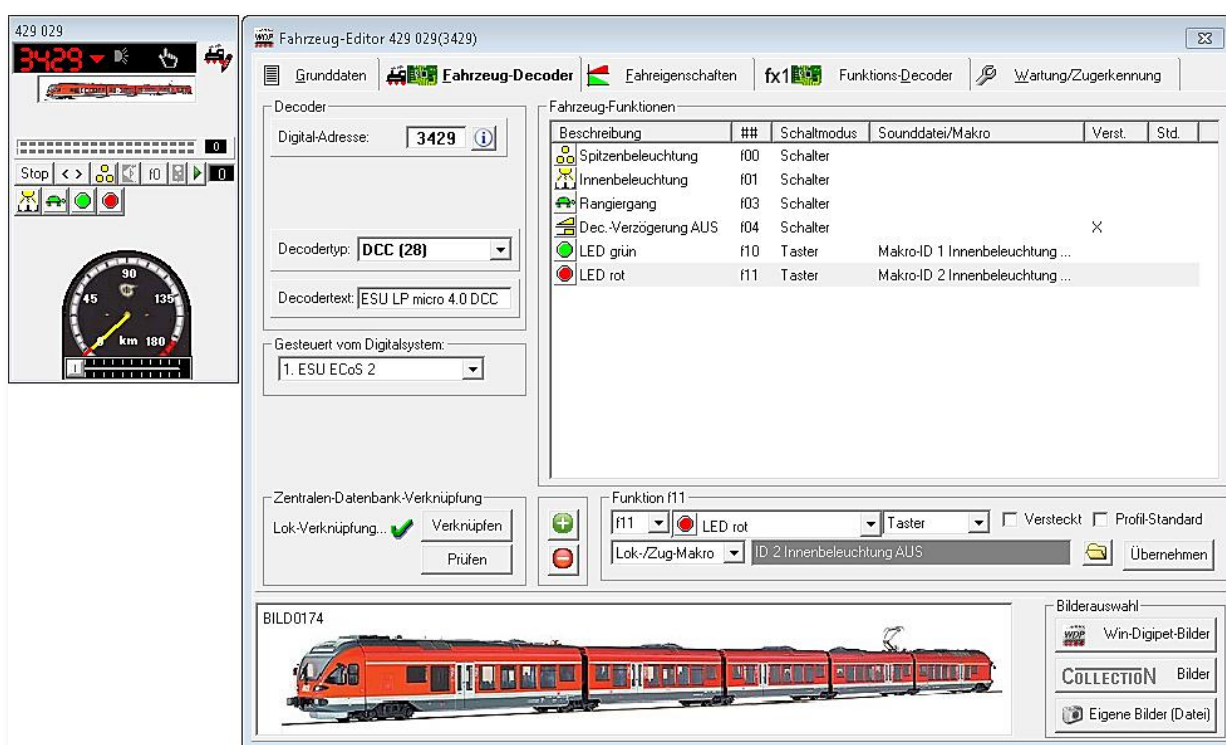 429 029
3429
0
Stop < > f0 0
90
45 135
0 km 180
Fahrzeug-Editor 429 029(3429)
Grunddaten Fahrzeug-Decoder Fahreigenschaften fx1 Funktions-Decoder Wartung/Zugerkennung
Decoder
Digital-Adresse: 3429
Decodertyp: DCC (28)
Decodertext: ESU LP micro 4.0 DCC
Gesteuert vom Digitalsystem:
1. ESU ECoS 2
Fahrzeug-Funktionen
Beschreibung ## Schaltmodus Sounddatei/Makro Verst. Std.
Spitzenbeleuchtung f00 Schalter
Innenbeleuchtung f01 Schalter
Rangiergang f03 Schalter
Dec.-Verzögerung AUS f04 Schalter X
LED grün f10 Taster Makro-ID 1 Innenbeleuchtung ...
LED rot f11 Taster Makro-ID 2 Innenbeleuchtung ...
Zentralen-Datenbank-Verknüpfung
Lok-Verknüpfung... Verknüpfen
Prüfen
Funktion f11
f11 LED rot Taster Versteckt Profil-Standard
Lok-/Zug-Makro ID 2 Innenbeleuchtung AUS Übernehmen
BILD0174
Bilderauswahl
WDP Win-Digipet-Bilder
COLLECTION Bilder
Eigene Bilder (Datei)